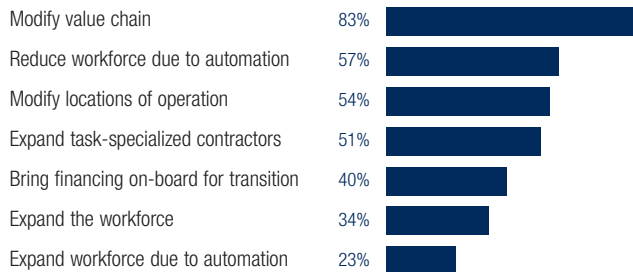 Modify value chain 83%
Reduce workforce due to automation 57%
Modify locations of operation 54%
Expand task-specialized contractors 51%
Bring financing on-board for transition 40%
Expand the workforce 34%
Expand workforce due to automation 23%